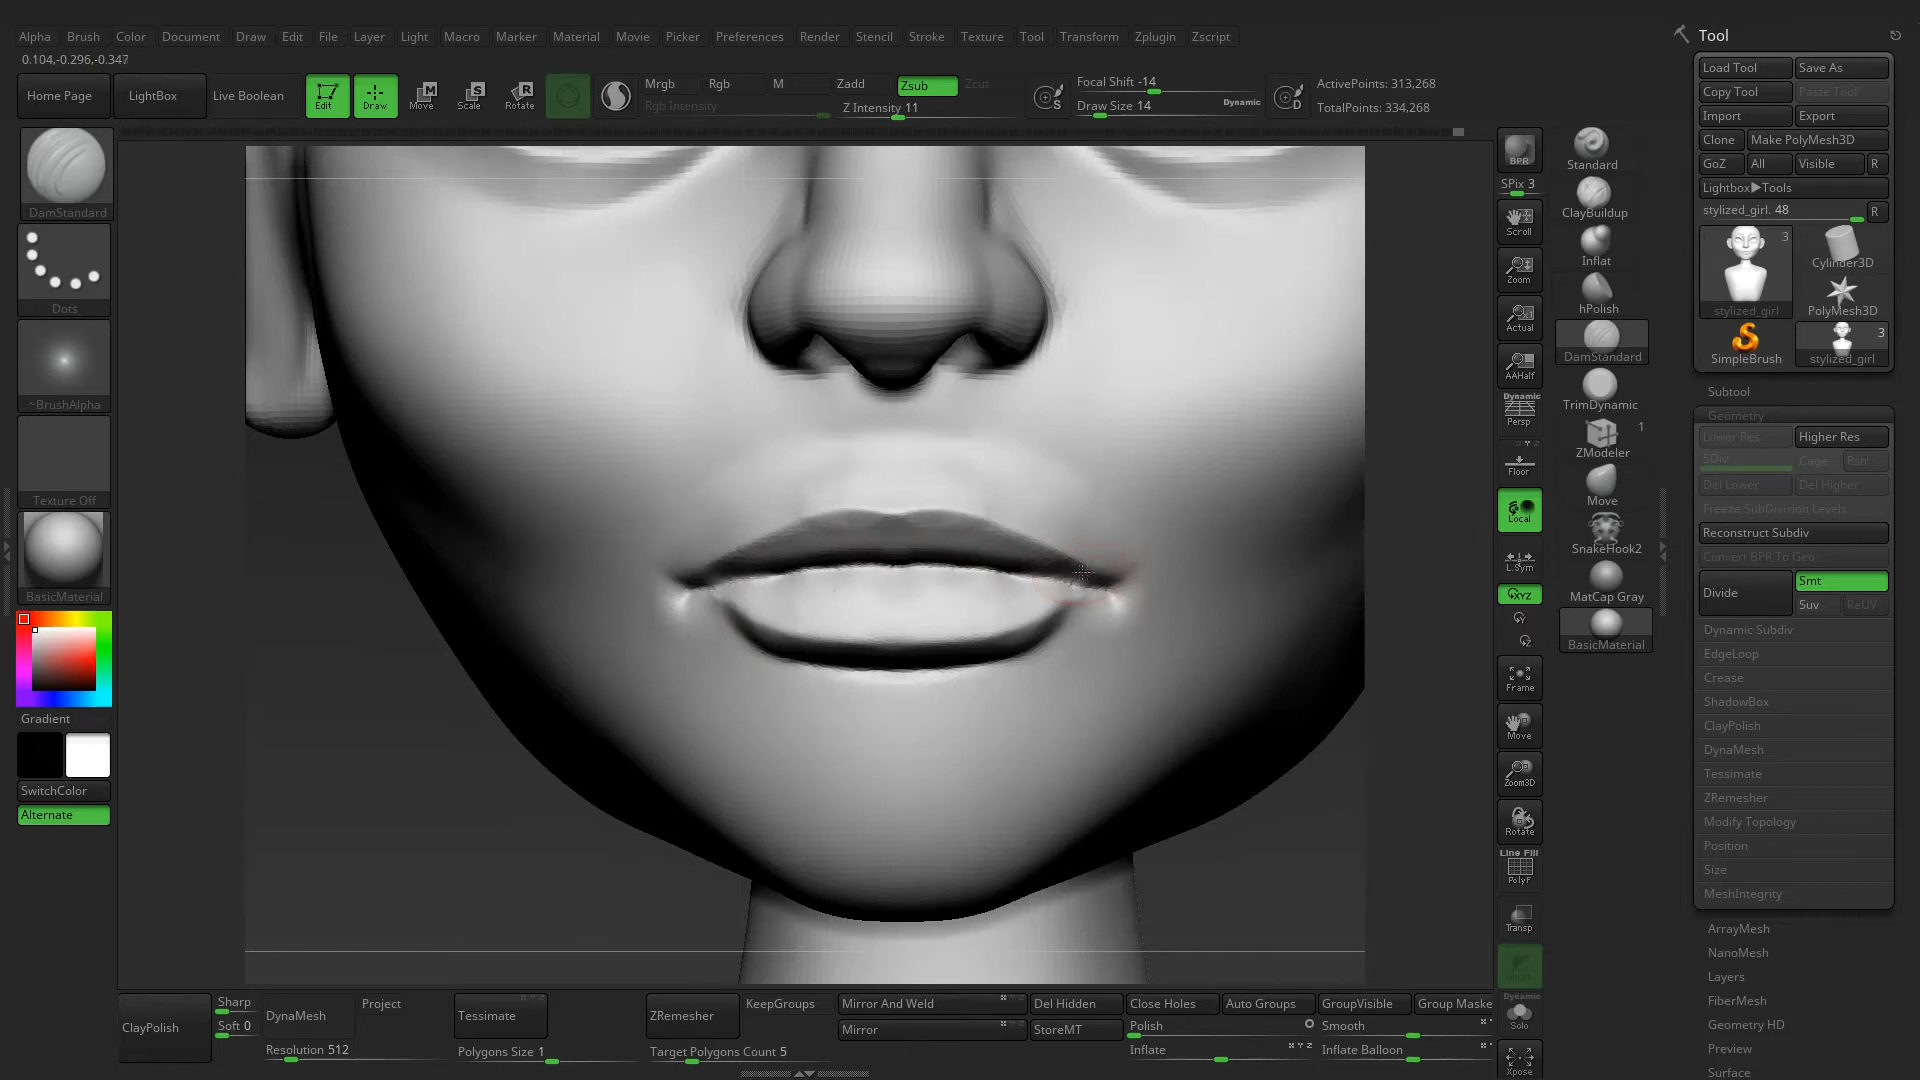 Alpha Brush Color Document Draw Edit File Layer Light Macro Marker Material Movie Picker Preferences Render Stencil Stroke Texture Tool Transform Zplugin Zscript
Tool
0.104,-0.296,-0.347
Home Page LightBox Live Boolean Edit Draw Move Scale Rotate
Mrgb Rgb M Zadd Zsub Zcut
Rgb Intensity Z Intensity 11
Focal Shift -14
Draw Size 14 Dynamic
ActivePoints: 313,268
TotalPoints: 334,268
DamStandard
Dots
~BrushAlpha
Texture Off
BasicMaterial
Gradient
SwitchColor
Alternate
BPR
SPix 3
Scroll
Zoom
Actual
AAHalf
Dynamic
Persp
Floor
Local
L.Sym
XYZ
Frame
Move
Zoom3D
Rotate
Line Fill
PolyF
Transp
Dynamic
Solo
Xpose
Standard
ClayBuildup
Inflat
hPolish
DamStandard
TrimDynamic
1
ZModeler
Move
SnakeHook2
MatCap Gray
BasicMaterial
Load Tool Save As
Copy Tool Paste Tool
Import Export
Clone Make PolyMesh3D
GoZ All Visible R
Lightbox▶Tools
stylized_girl. 48 R
3
stylized_girl
Cylinder3D
PolyMesh3D
SimpleBrush
3
stylized_girl
Subtool
Geometry
Lower Res Higher Res
SDiv Cage Rstr
Del Lower Del Higher
Freeze SubDivision Levels
Reconstruct Subdiv
Convert BPR To Geo
Divide Smt
Suv ReUV
Dynamic Subdiv
EdgeLoop
Crease
ShadowBox
ClayPolish
DynaMesh
Tessimate
ZRemesher
Modify Topology
Position
Size
MeshIntegrity
ArrayMesh
NanoMesh
Layers
FiberMesh
Geometry HD
Preview
Surface
ClayPolish
Sharp
Soft 0
DynaMesh
Project
Resolution 512
Tessimate
Polygons Size 1
ZRemesher
KeepGroups
Target Polygons Count 5
Mirror And Weld
Mirror
Del Hidden
StoreMT
Close Holes Auto Groups GroupVisible Group Maske
Polish Smooth
Inflate Inflate Balloon